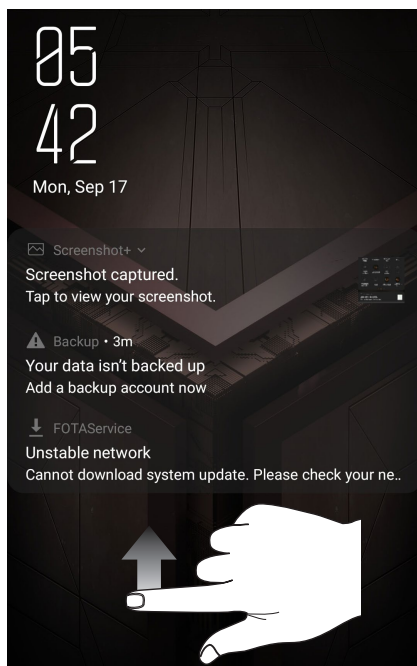 05
42
Mon, Sep 17
Screenshot+
Screenshot captured.
Tap to view your screenshot.
Backup • 3m
Your data isn't backed up
Add a backup account now
FOTAService
Unstable network
Cannot download system update. Please check your ne..